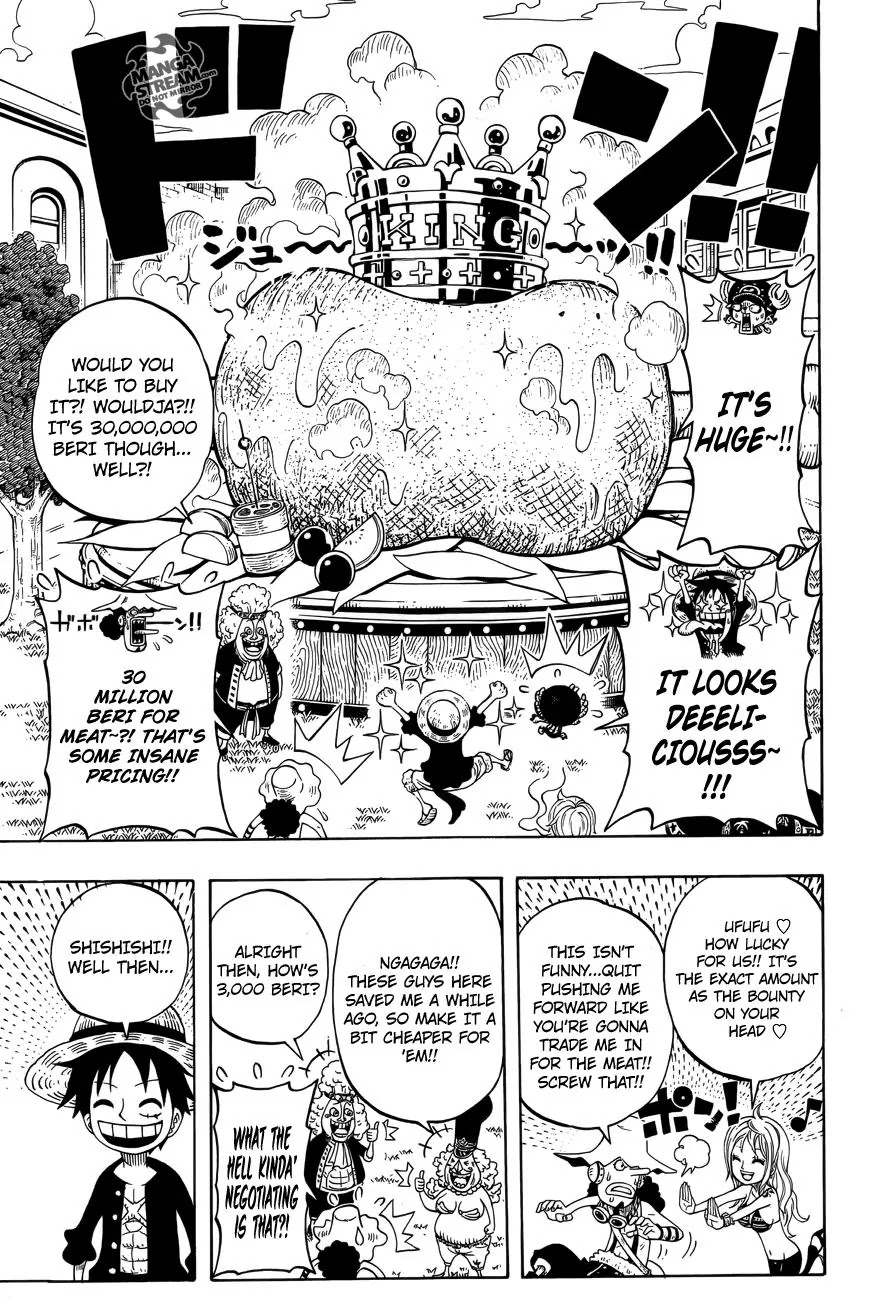 MANGA
STREAM.com
DO NOT MIRROR
ドン!!
ジュ〜〜ッ!!
KING
IT'S
HUGE~!!
WOULD YOU
LIKE TO BUY
IT?! WOULDJA?!!
IT'S 30,000,000
BERI THOUGH...
WELL?!
IT LOOKS
DEEELI-
CIOUSSS~
!!!
ガボーン!!
30
MILLION
BERI FOR
MEAT~?! THAT'S
SOME INSANE
PRICING!!
UFUFU ♡
HOW LUCKY
FOR US!! IT'S
THE EXACT AMOUNT
AS THE BOUNTY
ON YOUR
HEAD ♡
THIS ISN'T
FUNNY...QUIT
PUSHING ME
FORWARD LIKE
YOU'RE GONNA
TRADE ME IN
FOR THE MEAT!!
SCREW THAT!!
ポーン!
NGAGAGA!!
THESE GUYS HERE
SAVED ME A WHILE
AGO, SO MAKE IT A
BIT CHEAPER FOR
'EM!!
ALRIGHT
THEN, HOW'S
3,000 BERI?
WHAT THE
HELL KINDA'
NEGOTIATING
IS THAT?!
SHISHISHI!!
WELL THEN...